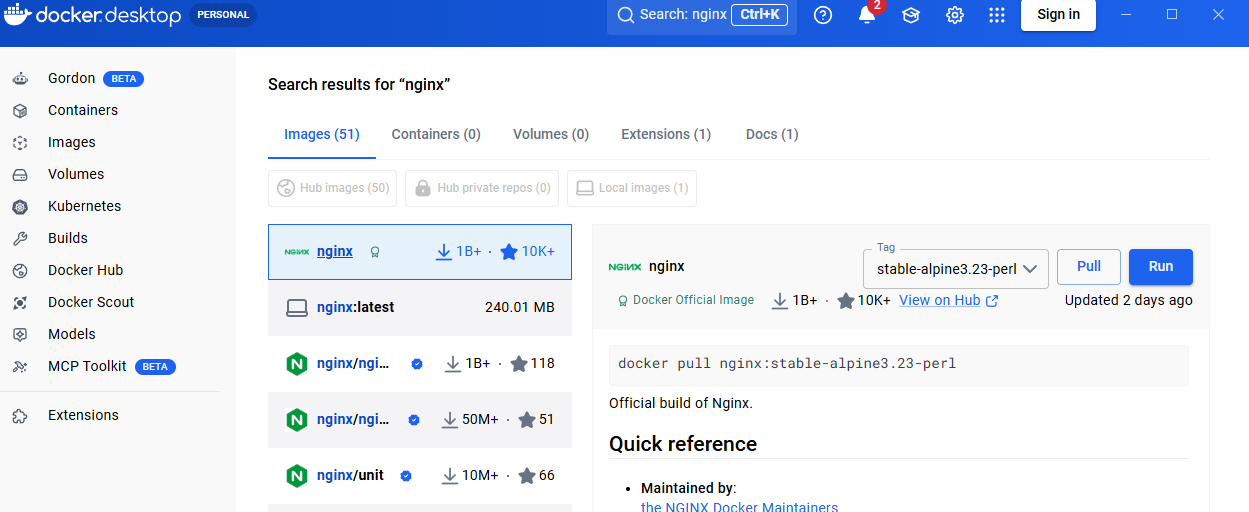 docker.desktop PERSONAL
Search: nginx Ctrl+K
2
Sign in
Gordon BETA
Containers
Images
Volumes
Kubernetes
Builds
Docker Hub
Docker Scout
Models
MCP Toolkit BETA
Extensions
Search results for “nginx”
Images (51) Containers (0) Volumes (0) Extensions (1) Docs (1)
Hub images (50) Hub private repos (0) Local images (1)
NGINX nginx 1B+ · 10K+
nginx:latest 240.01 MB
N nginx/ngi... 1B+ · 118
N nginx/ngi... 50M+ · 51
N nginx/unit 10M+ · 66
Tag
NGINX nginx stable-alpine3.23-perl Pull Run
Docker Official Image 1B+ · 10K+ View on Hub Updated 2 days ago
docker pull nginx:stable-alpine3.23-perl
Official build of Nginx.
Quick reference
• Maintained by:
the NGINX Docker Maintainers